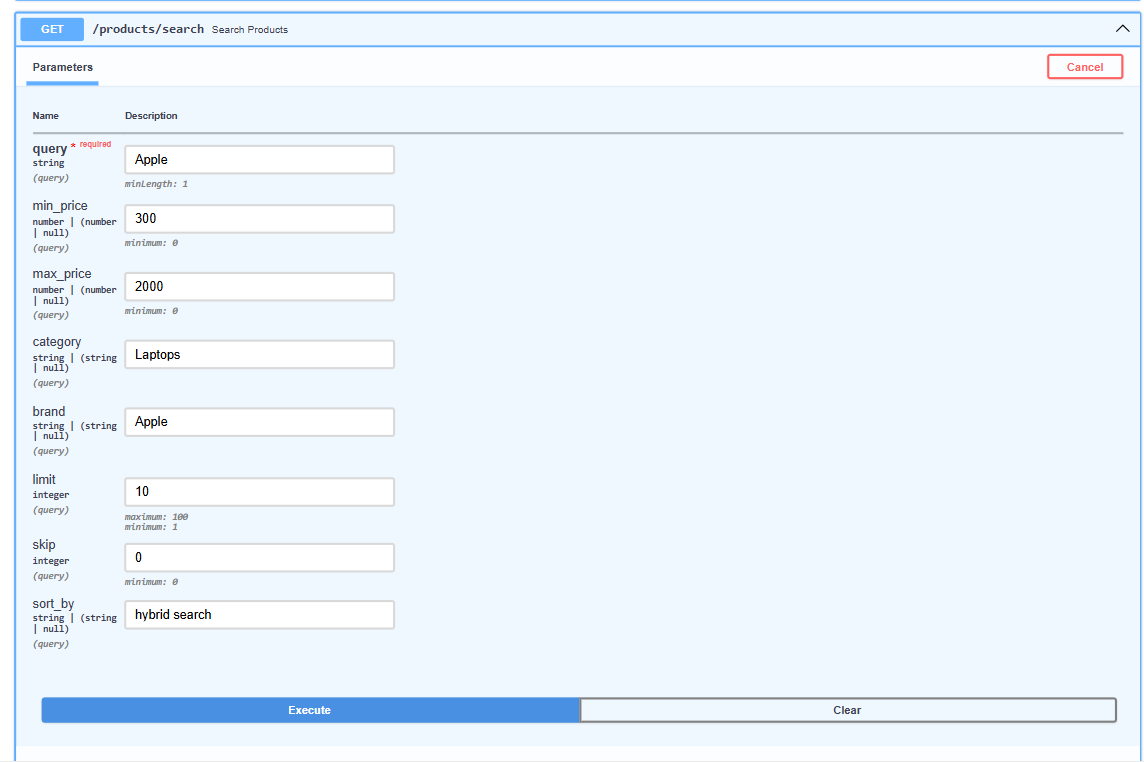 GET /products/search Search Products
Parameters
Cancel
Name Description
query * required
string
(query)
Apple
minLength: 1
min_price
number | (number
| null)
(query)
300
minimum: 0
max_price
number | (number
| null)
(query)
2000
minimum: 0
category
string | (string
| null)
(query)
Laptops
brand
string | (string
| null)
(query)
Apple
limit
integer
(query)
10
maximum: 100
minimum: 1
skip
integer
(query)
0
minimum: 0
sort_by
string | (string
| null)
(query)
hybrid search
Execute
Clear